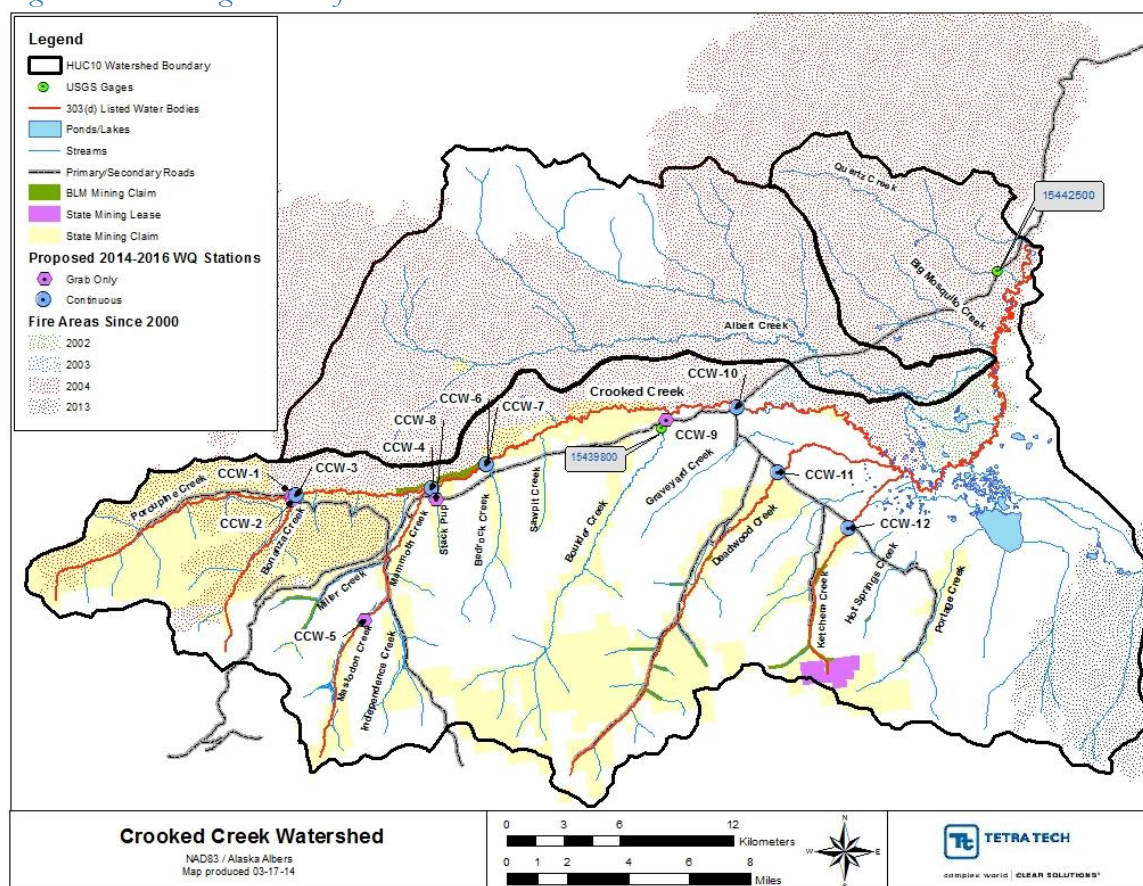 Legend
HUC10 Watershed Boundary
USGS Gages
303(d) Listed Water Bodies
Ponds/Lakes
Streams
Primary/Secondary Roads
BLM Mining Claim
State Mining Lease
State Mining Claim
Proposed 2014-2016 WQ Stations
Grab Only
Continuous
Fire Areas Since 2000
2002
2003
2004
2013
Quartz Creek
15442500
Big Mosquito Creek
Albert Creek
CCW-10
CCW-6
Crooked Creek
CCW-7
CCW-8
CCW-4
CCW-9
15439800
CCW-1
CCW-3
Porcupine Creek
CCW-2
Bonanza Creek
Mammoth Creek
Stack Pup
Bedrock Creek
Sawpit Creek
Boulder Creek
Graveyard Creek
CCW-11
Deadwood Creek
CCW-12
Miller Creek
CCW-5
Mastodon Creek
Independence Creek
Ketchem Creek
Hot Springs Creek
Portage Creek
Crooked Creek Watershed
NAD83 / Alaska Albers
Map produced 03-17-14
0 3 6 12
Kilometers
0 1 2 4 6 8
Miles
N
W E
S
Tt TETRA TECH
complex world | CLEAR SOLUTIONS